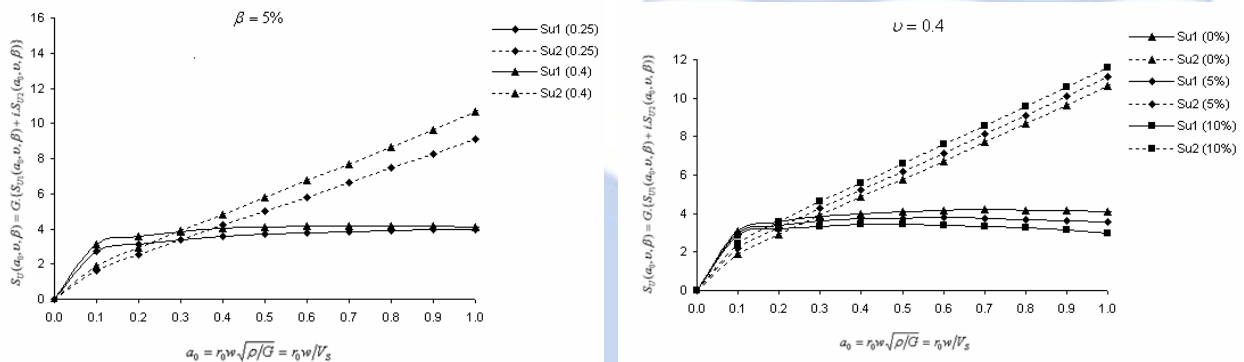 β = 5%
S_U(a_0,υ,β) = G.{S_U1(a_0,υ,β) + i.S_U2(a_0,υ,β)}
16
14
12
10
8
6
4
2
0
0.0 0.1 0.2 0.3 0.4 0.5 0.6 0.7 0.8 0.9 1.0
a_0 = r_0w√ρ/G = r_0w/V_S
Su1 (0.25)
Su2 (0.25)
Su1 (0.4)
Su2 (0.4)
υ = 0.4
S_U(a_0,υ,β) = G.{S_U1(a_0,υ,β) + i.S_U2(a_0,υ,β)}
12
10
8
6
4
2
0
0.0 0.1 0.2 0.3 0.4 0.5 0.6 0.7 0.8 0.9 1.0
a_0 = r_0w√ρ/G = r_0w/V_S
Su1 (0%)
Su2 (0%)
Su1 (5%)
Su2 (5%)
Su1 (10%)
Su2 (10%)